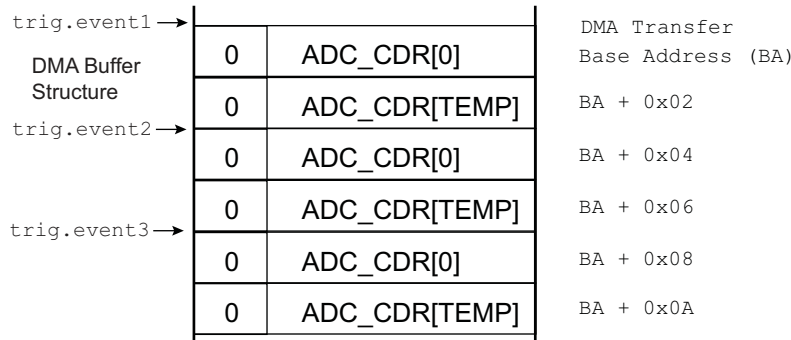 trig.event1
DMA Transfer
0 ADC_CDR[0] Base Address (BA)
DMA Buffer
Structure
0 ADC_CDR[TEMP] BA + 0x02
trig.event2
0 ADC_CDR[0] BA + 0x04
0 ADC_CDR[TEMP] BA + 0x06
trig.event3
0 ADC_CDR[0] BA + 0x08
0 ADC_CDR[TEMP] BA + 0x0A